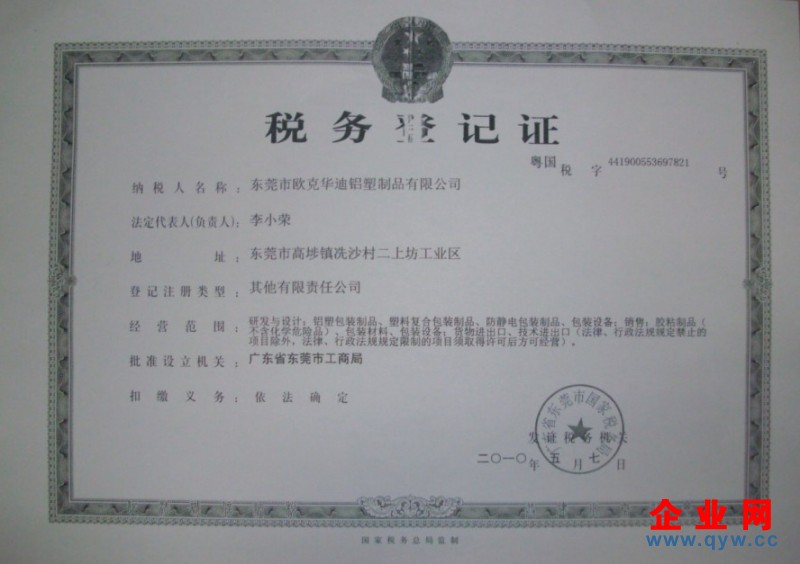 税务登记证
粤国税字 441900553697821 号
纳税人名称：东莞市欧克华迪铝塑制品有限公司
法定代表人(负责人)：李小荣
地址：东莞市高埗镇冼沙村二上坊工业区
登记注册类型：其他有限责任公司
经营范围：研发与设计：铝塑包装制品、塑料复合包装制品、防静电包装制品、包装设备；销售：胶粘制品（
不含化学危险品）、包装材料、包装设备；货物进出口、技术进出口（法律、行政法规规定禁止的
项目除外，法律、行政法规规定限制的项目须取得许可后方可经营）。
批准设立机关：广东省东莞市工商局
扣缴义务：依法确定
广东省东莞市国家税务局
发证税务机关
二〇一〇年五月七日
国家税务总局监制
企业网
www.qyw.cc